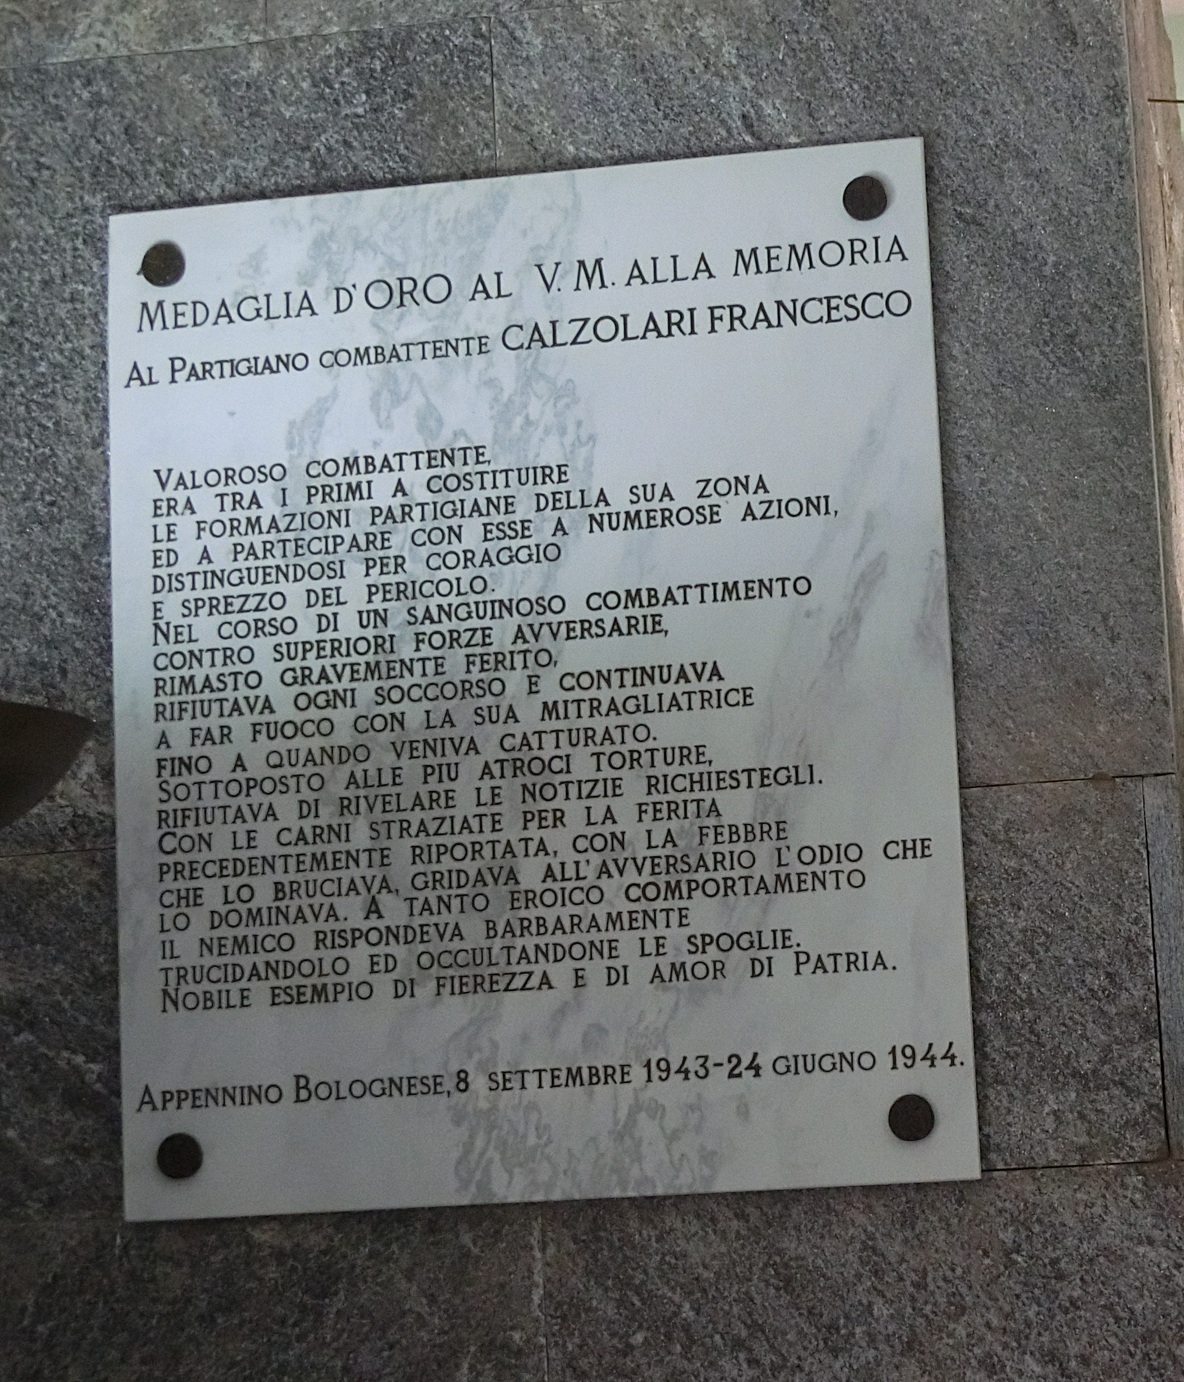 MEDAGLIA D'ORO AL V. M. ALLA MEMORIA
AL PARTIGIANO COMBATTENTE CALZOLARI FRANCESCO
VALOROSO COMBATTENTE,
ERA TRA I PRIMI A COSTITUIRE
LE FORMAZIONI PARTIGIANE DELLA SUA ZONA
ED A PARTECIPARE CON ESSE A NUMEROSE AZIONI,
DISTINGUENDOSI PER CORAGGIO
E SPREZZO DEL PERICOLO.
NEL CORSO DI UN SANGUINOSO COMBATTIMENTO
CONTRO SUPERIORI FORZE AVVERSARIE,
RIMASTO GRAVEMENTE FERITO,
RIFIUTAVA OGNI SOCCORSO E CONTINUAVA
A FAR FUOCO CON LA SUA MITRAGLIATRICE
FINO A QUANDO VENIVA CATTURATO.
SOTTOPOSTO ALLE PIU ATROCI TORTURE,
RIFIUTAVA DI RIVELARE LE NOTIZIE RICHIESTEGLI.
CON LE CARNI STRAZIATE PER LA FERITA
PRECEDENTEMENTE RIPORTATA, CON LA FEBBRE
CHE LO BRUCIAVA, GRIDAVA ALL'AVVERSARIO L'ODIO CHE
LO DOMINAVA. A TANTO EROICO COMPORTAMENTO
IL NEMICO RISPONDEVA BARBARAMENTE
TRUCIDANDOLO ED OCCULTANDONE LE SPOGLIE.
NOBILE ESEMPIO DI FIEREZZA E DI AMOR DI PATRIA.
APPENNINO BOLOGNESE, 8 SETTEMBRE 1943-24 GIUGNO 1944.